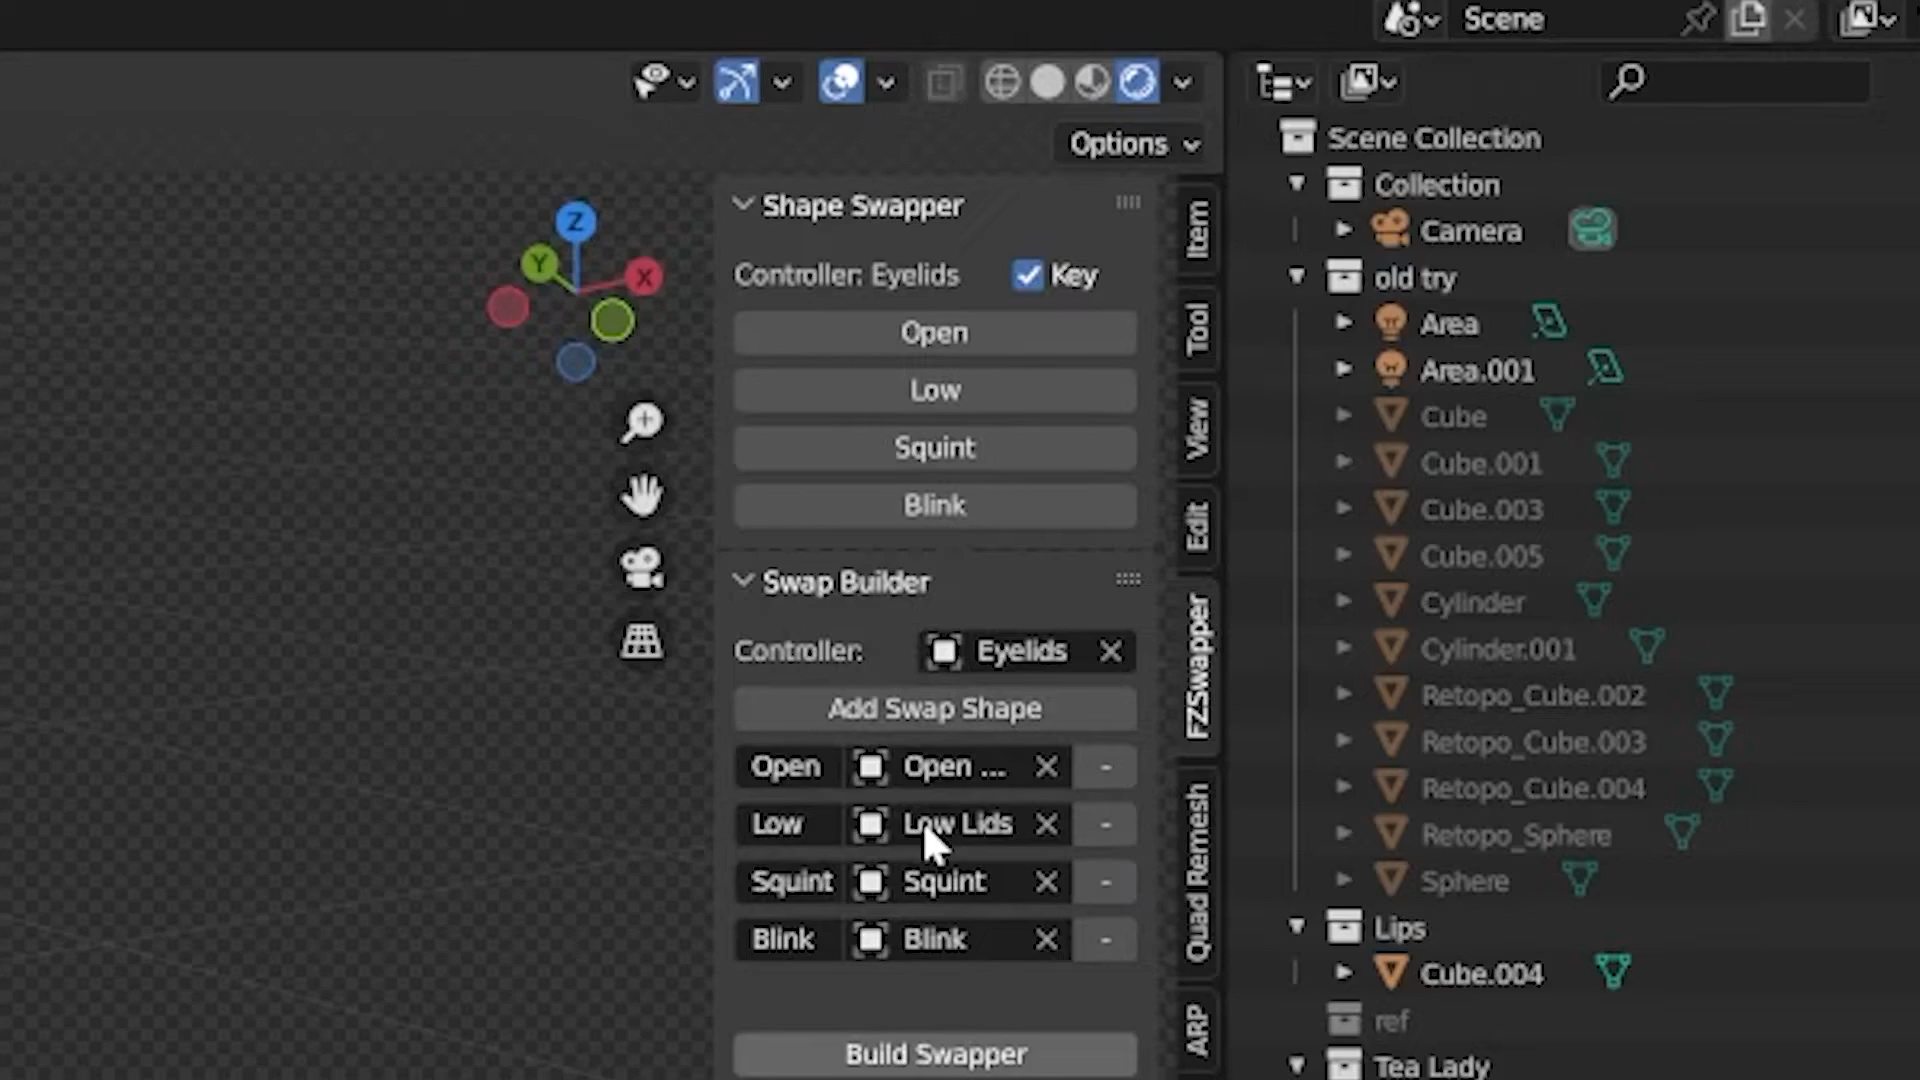 Scene
Options
Shape Swapper
Controller: Eyelids
Key
Open
Low
Squint
Blink
Swap Builder
Controller:
Eyelids
Add Swap Shape
Open
Open ...
-
Low
Low Lids
-
Squint
Squint
-
Blink
Blink
-
Build Swapper
Z
Y
X
Item
Tool
View
Edit
FZSwapper
Quad Remesh
ARP
Scene Collection
Collection
Camera
old try
Area
Area.001
Cube
Cube.001
Cube.003
Cube.005
Cylinder
Cylinder.001
Retopo_Cube.002
Retopo_Cube.003
Retopo_Cube.004
Retopo_Sphere
Sphere
Lips
Cube.004
ref
Tea Lady